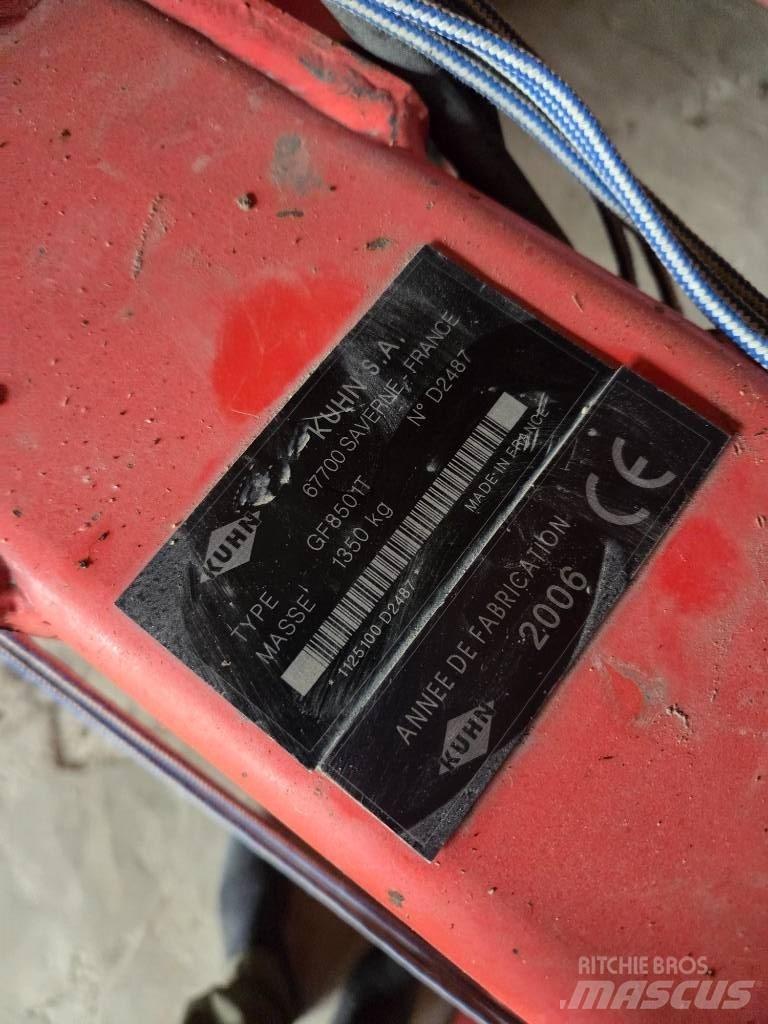 KUHN S.A.
67700 SAVERNE - FRANCE
KUHN
TYPE GF8501T N° D2487
MASSE 1350 kg
MADE IN FRANCE
* 1125100-D2487 *
ANNEE DE FABRICATION
2006
CE
KUHN
RITCHIE BROS.
MASCUS